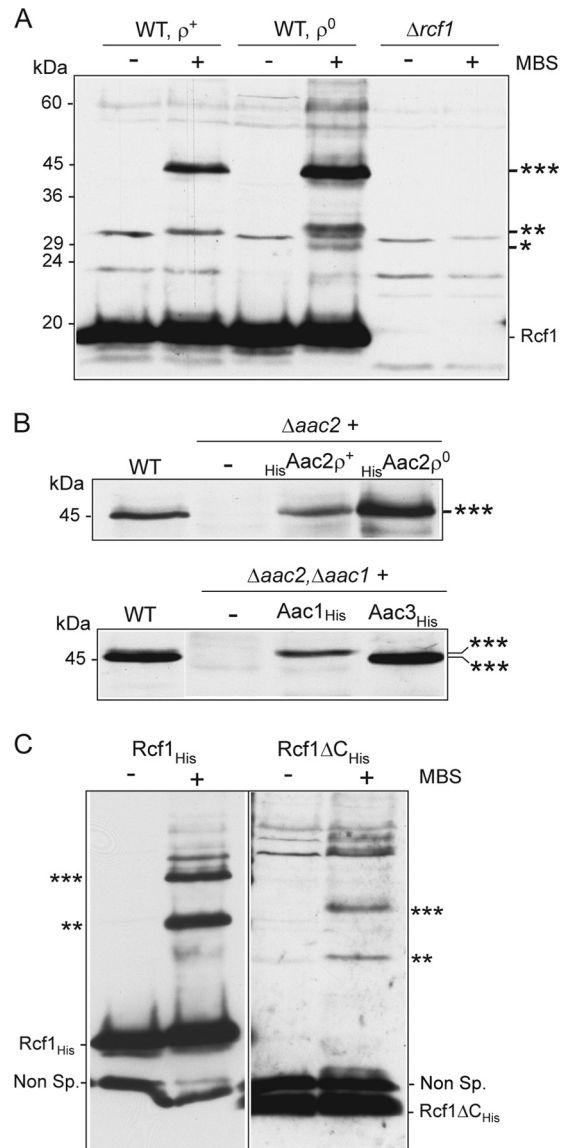 A
WT, ρ+ WT, ρ0 Δrcf1
kDa - + - + - + MBS
60
45 ***
36
29 **
*
24
20 Rcf1
B
Δaac2 +
WT - HisAac2ρ+ HisAac2ρ0
kDa
45 ***
Δaac2,Δaac1 +
WT - Aac1His Aac3His
kDa
45 ***
***
C
Rcf1His Rcf1ΔCHis
- + - + MBS
*** ***
** **
Rcf1His
Non Sp. Non Sp.
Rcf1ΔCHis